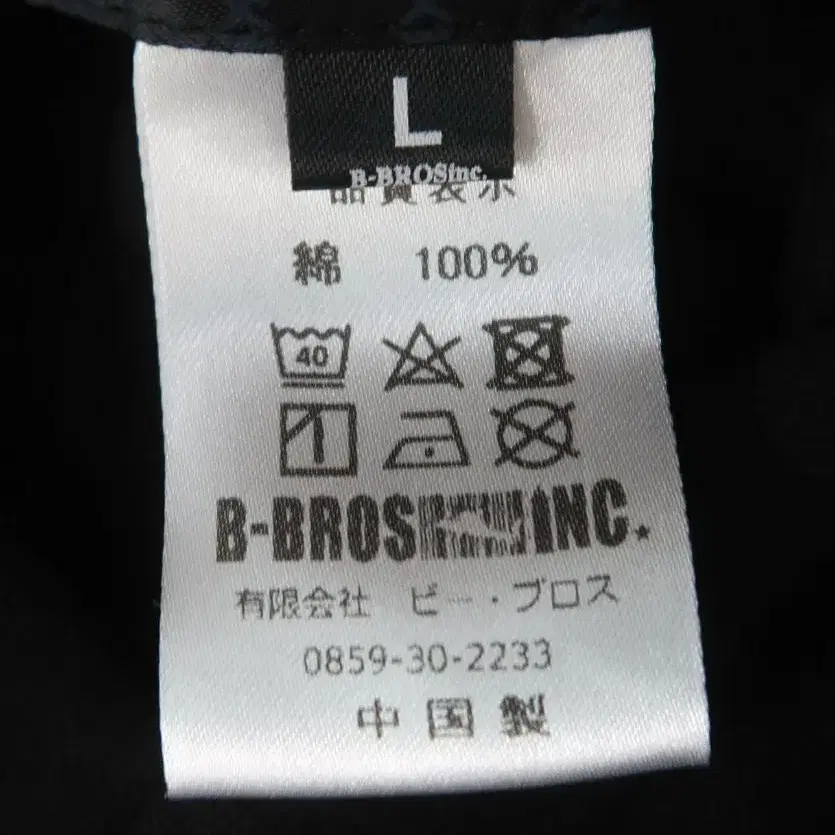 L
B-BROSinc.
品質表示
綿 100%
40
B-BROS INC.
有限会社 ビー・ブロス
0859-30-2233
中国製